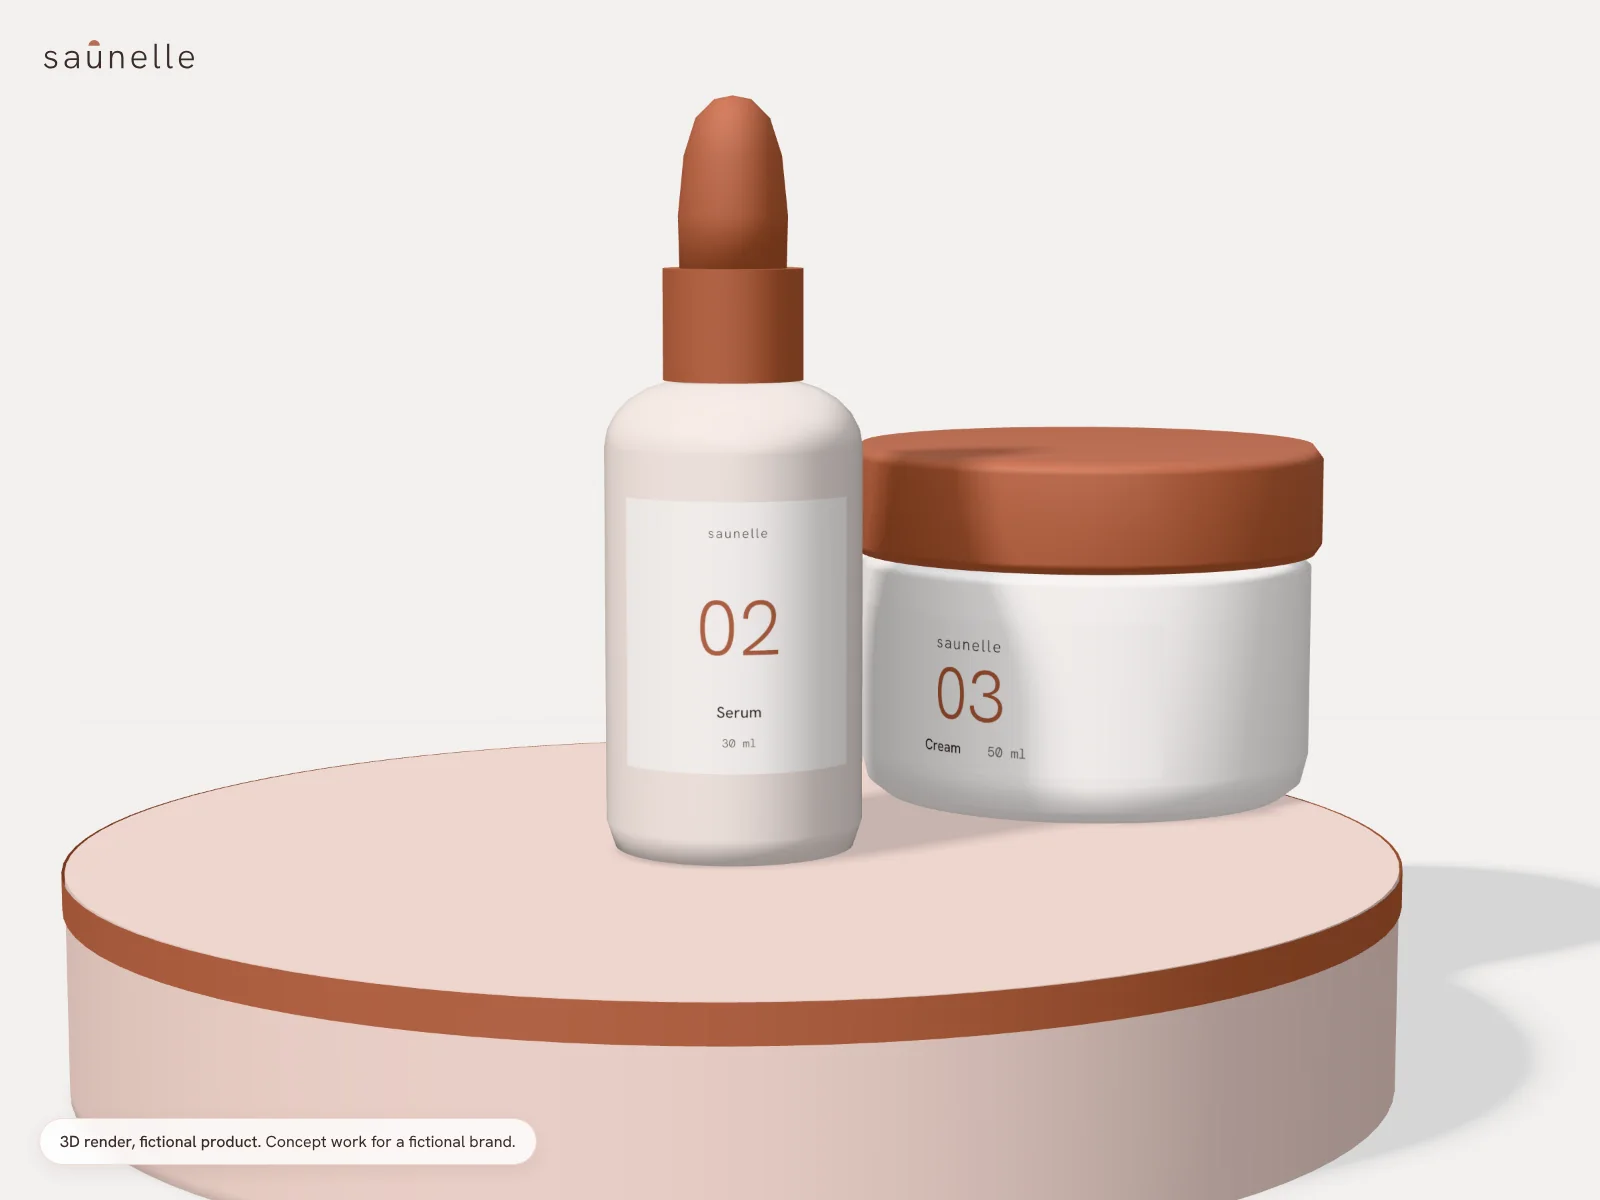 saunelle
saunelle
02
Serum
30 ml
saunelle
03
Cream 50 ml
3D render, fictional product. Concept work for a fictional brand.